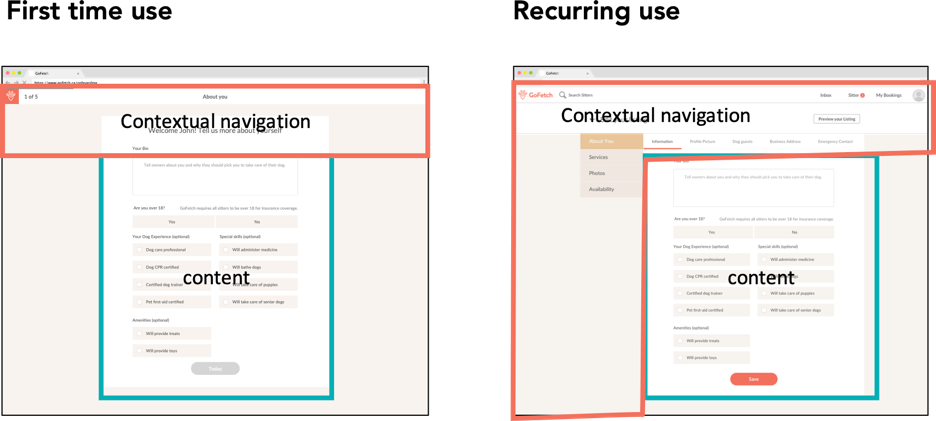 First time use
Recurring use
GoFetch
https://www.gofetch.ca/onboarding
1 of 5
About you
Contextual navigation
Welcome John! Tell us more about yourself
Your Bio
Tell owners about you and why they should pick you to take care of their dog.
Are you over 18?
GoFetch requires all sitters to be over 18 for insurance coverage.
Yes
No
Your Dog Experience (optional)
Special skills (optional)
Dog care professional
Will administer medicine
Dog CPR certified
Will bathe dogs
content
Certified dog trainer
Will take care of puppies
Pet first-aid certified
Will take care of senior dogs
Amenities (optional)
Will provide treats
Will provide toys
GoFetch
GoFetch
Search Sitters
Inbox
Sitter
My Bookings
Contextual navigation
Preview your Listing
About You
Information
Profile Picture
Dog guests
Business Address
Emergency Contact
Services
Photos
Availability
Tell owners about you and why they should pick you to take care of their dog.
Are you over 18?
GoFetch requires all sitters to be over 18 for insurance coverage.
Yes
No
Your Dog Experience (optional)
Special skills (optional)
Dog care professional
Will administer medicine
Dog CPR certified
content
Certified dog trainer
Will take care of puppies
Pet first-aid certified
Will take care of senior dogs
Amenities (optional)
Will provide treats
Will provide toys
Save